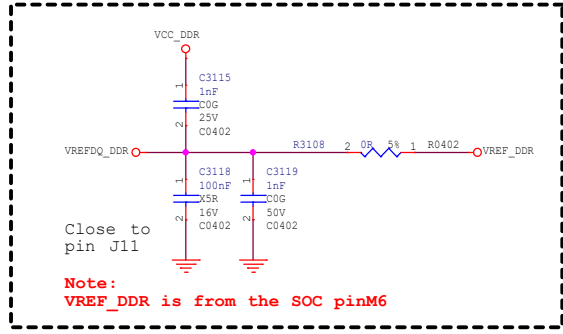 VCC_DDR
C3115
1
1nF
C0G
25V
2
C0402
VREFDQ_DDR
R3108 2 0R 5% 1 R0402
VREF_DDR
C3118
1
100nF
X5R
16V
2
C0402
C3119
1
1nF
C0G
50V
2
C0402
Close to
pin J11
Note:
VREF_DDR is from the SOC pinM6